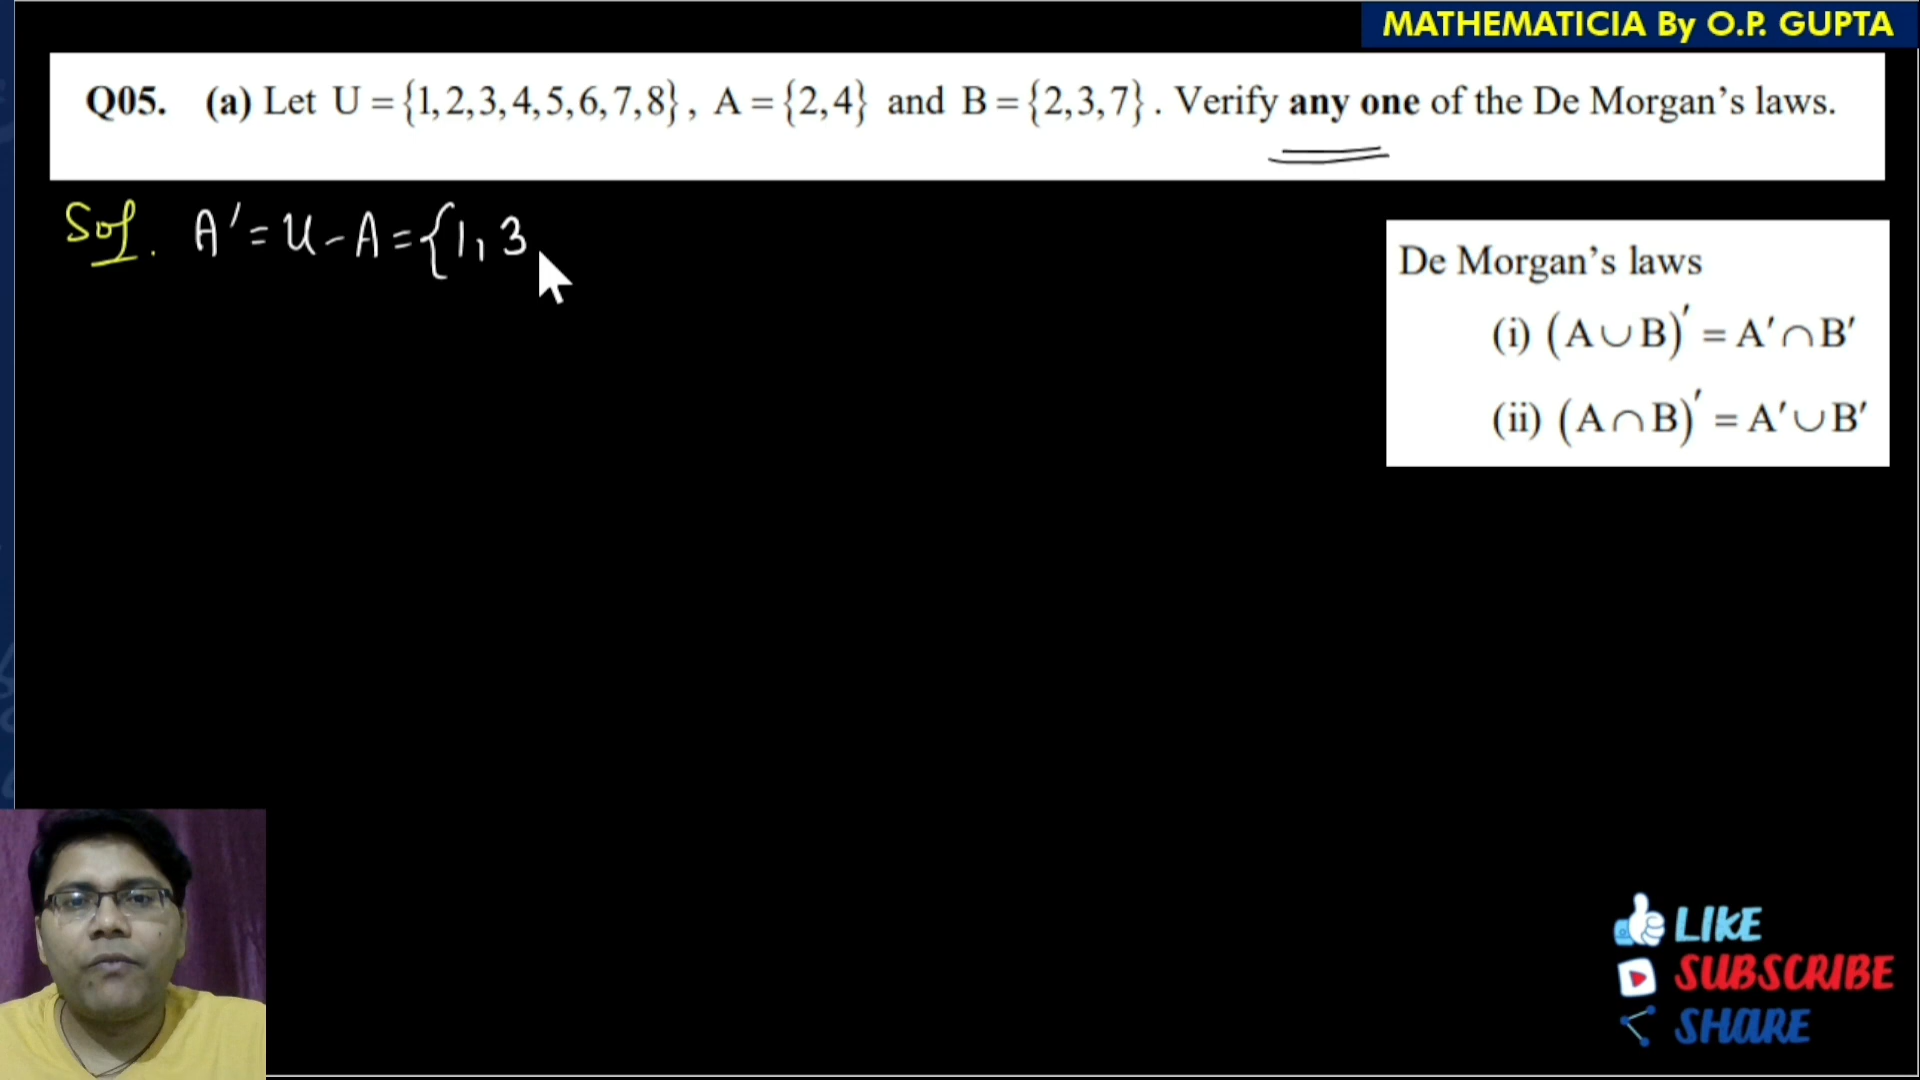 MATHEMATICIA By O.P. GUPTA
Q05. (a) Let U = {1,2,3,4,5,6,7,8}, A = {2,4} and B = {2,3,7}. Verify any one of the De Morgan's laws.
Sol. A′ = U - A = {1, 3
De Morgan's laws
(i) (A∪B)′ = A′∩B′
(ii) (A∩B)′ = A′∪B′
LIKE
SUBSCRIBE
SHARE